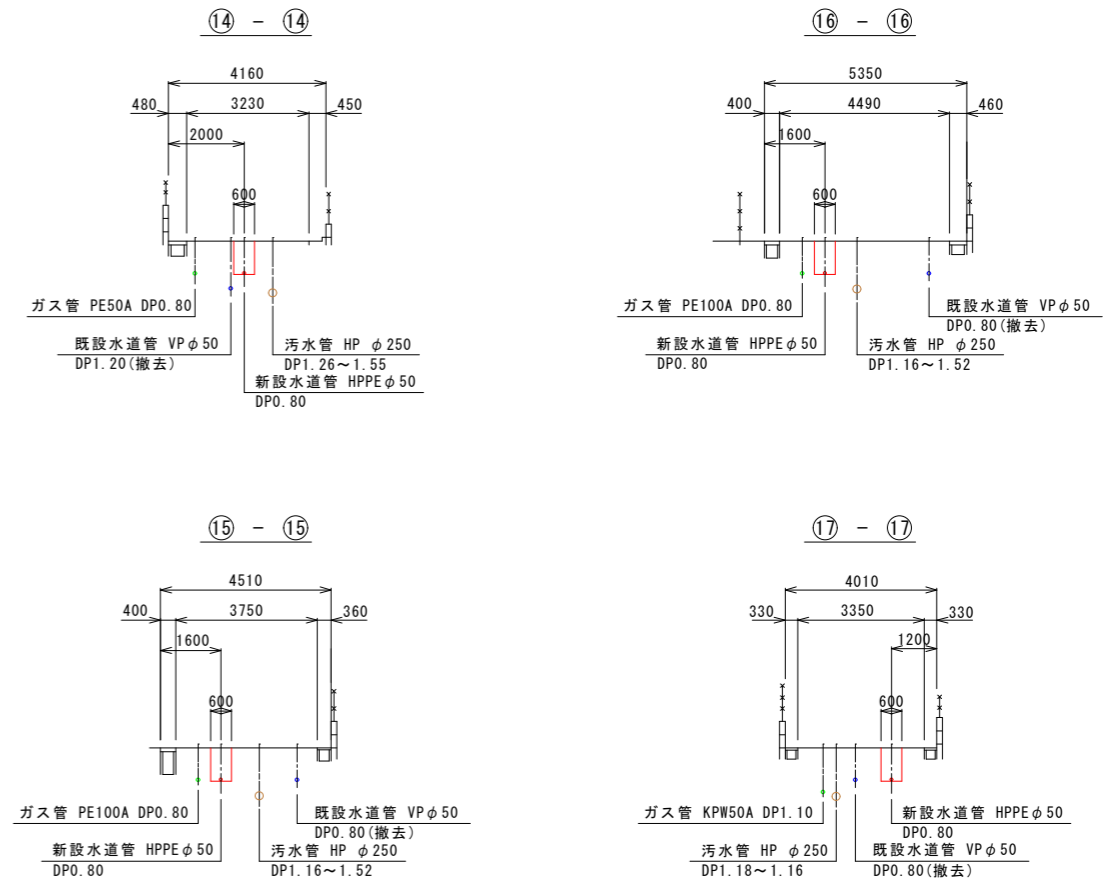 ⑭ - ⑭
4160
480 3230 450
2000
600
ガス管 PE50A DP0.80
既設水道管 VPφ50
DP1.20(撤去)
汚水管 HP φ250
DP1.26～1.55
新設水道管 HPPEφ50
DP0.80
⑯ - ⑯
5350
400 4490 460
1600
600
ガス管 PE100A DP0.80
既設水道管 VPφ50
DP0.80(撤去)
新設水道管 HPPEφ50
DP0.80
汚水管 HP φ250
DP1.16～1.52
⑮ - ⑮
4510
400 3750 360
1600
600
ガス管 PE100A DP0.80
既設水道管 VPφ50
DP0.80(撤去)
新設水道管 HPPEφ50
DP0.80
汚水管 HP φ250
DP1.16～1.52
⑰ - ⑰
4010
330 3350 330
1200
600
ガス管 KPW50A DP1.10
新設水道管 HPPEφ50
DP0.80
汚水管 HP φ250
DP1.18～1.16
既設水道管 VPφ50
DP0.80(撤去)